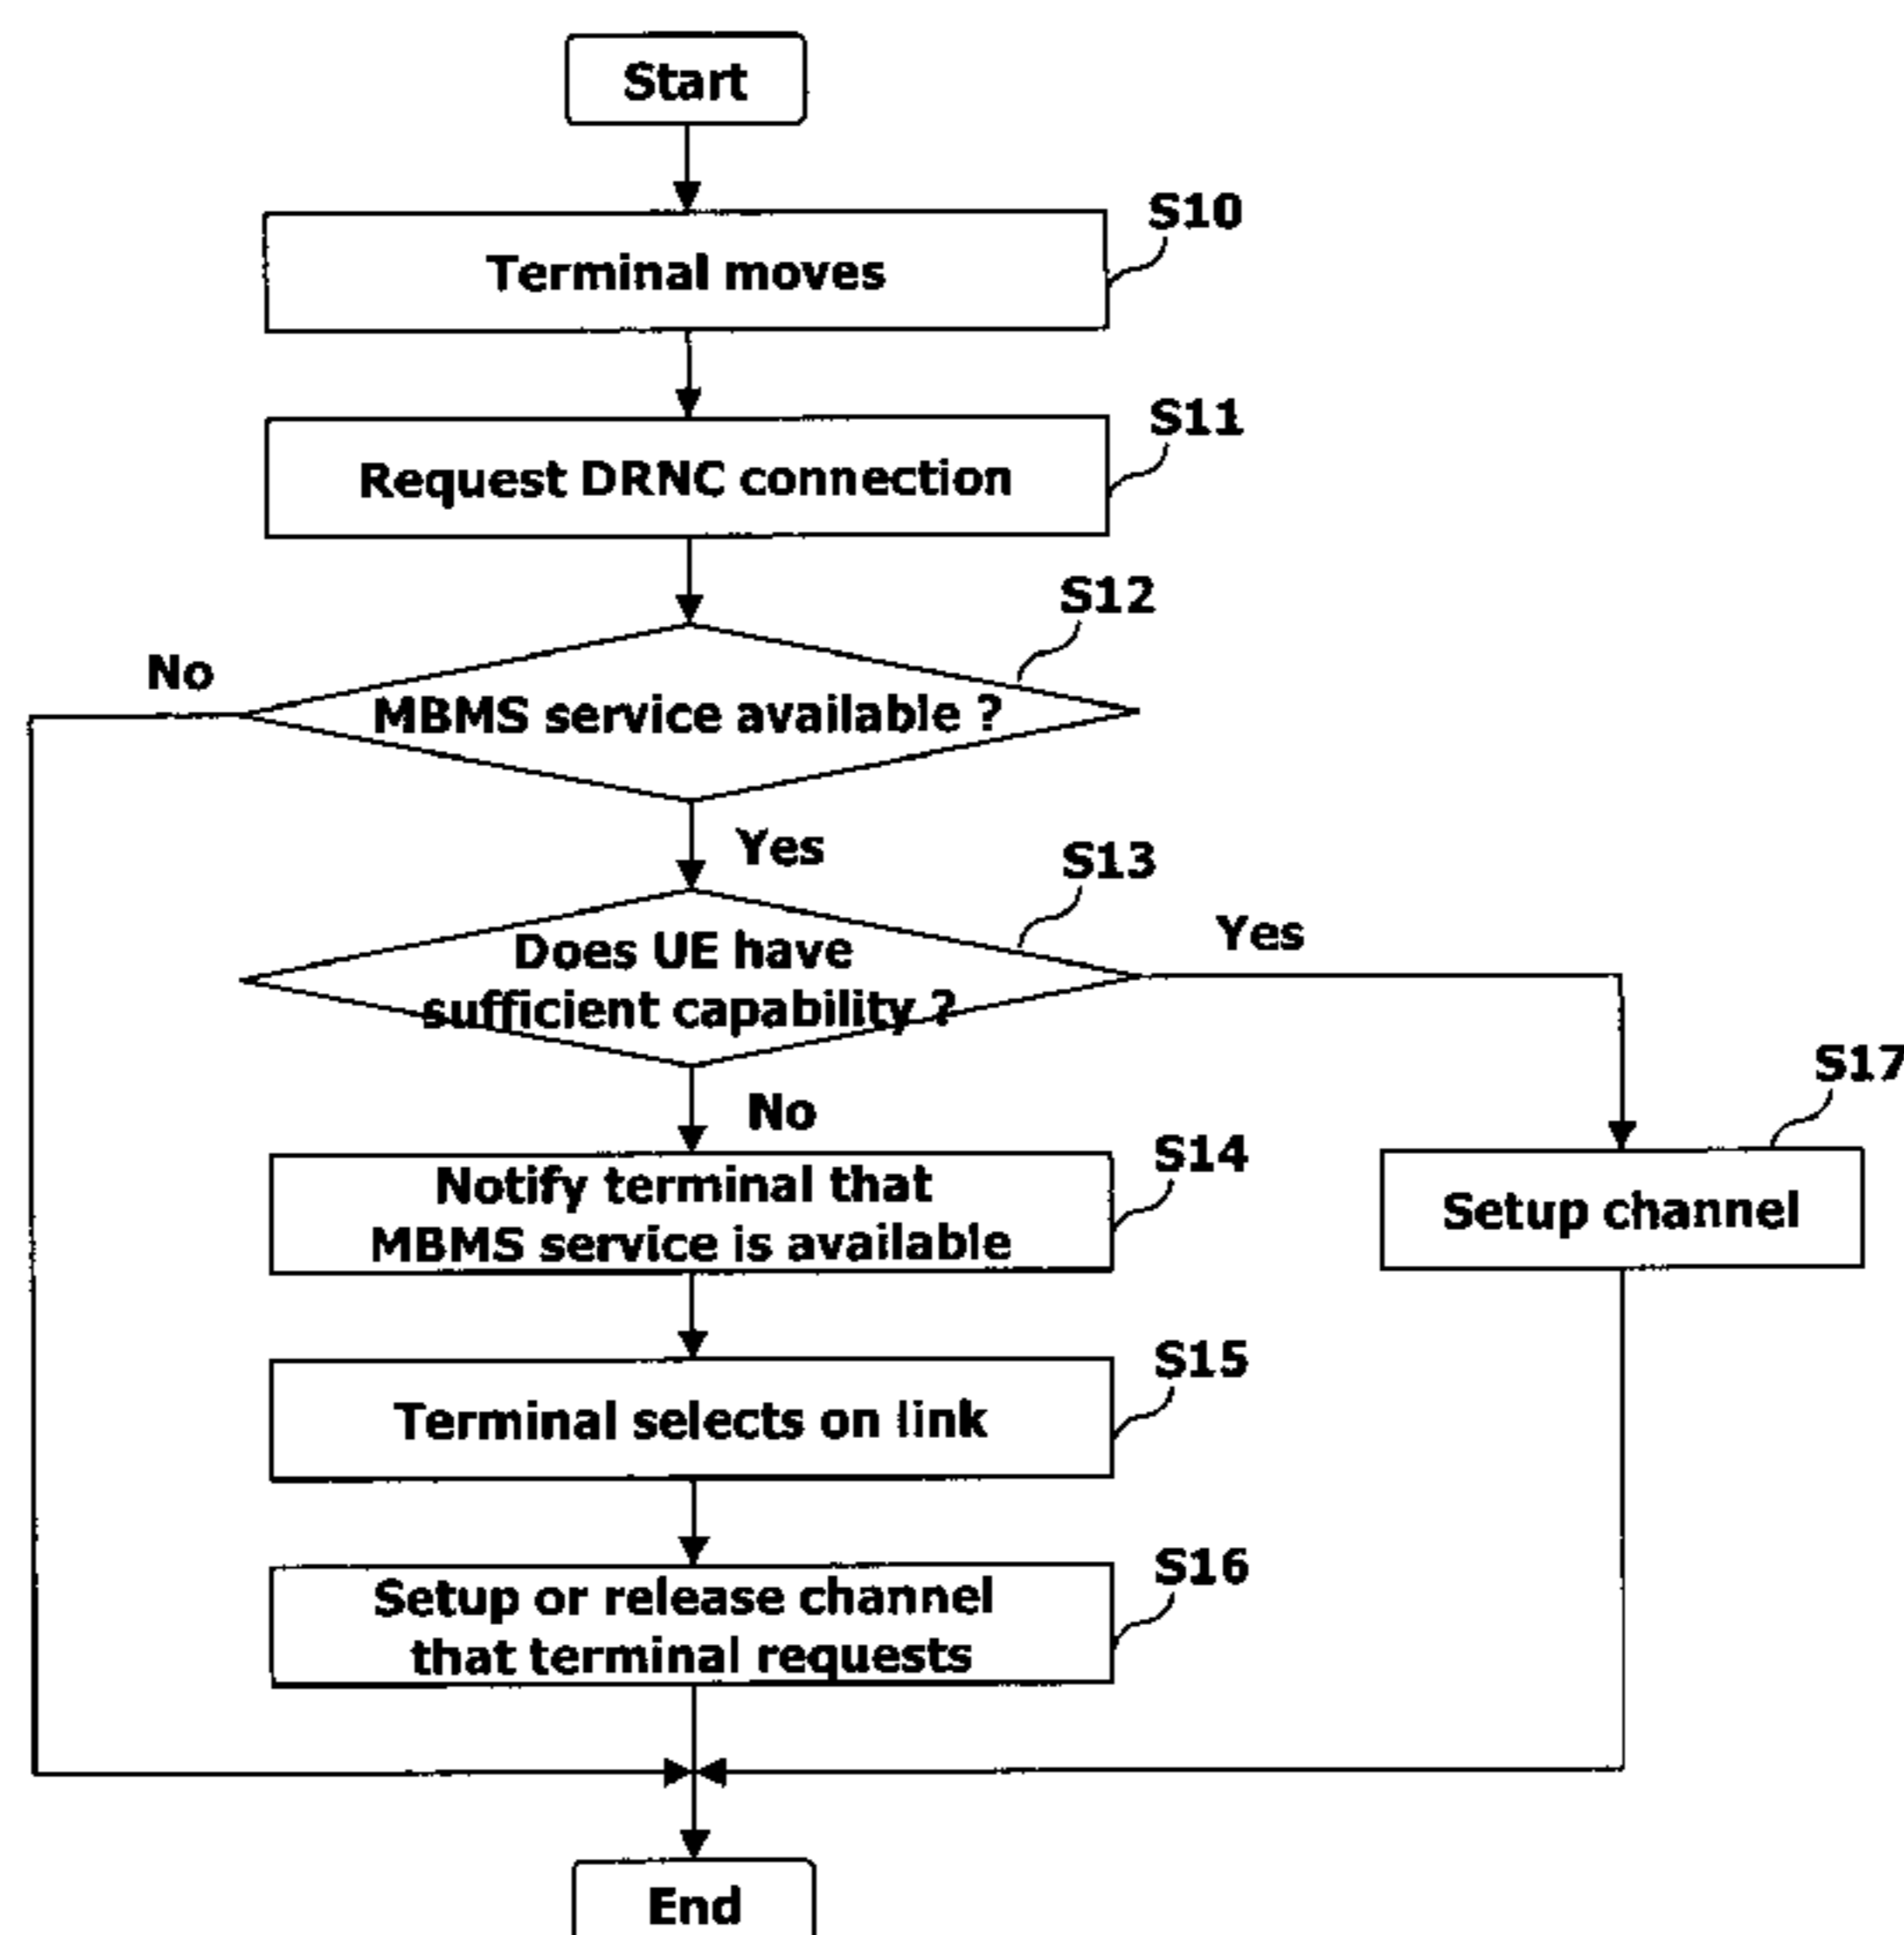 Start
S10
Terminal moves
S11
Request DRNC connection
S12
No
MBMS service available ?
Yes
S13
Yes
Does UE have
sufficient capability ?
S17
No
S14
Notify terminal that
MBMS service is available
Setup channel
S15
Terminal selects on link
S16
Setup or release channel
that terminal requests
End